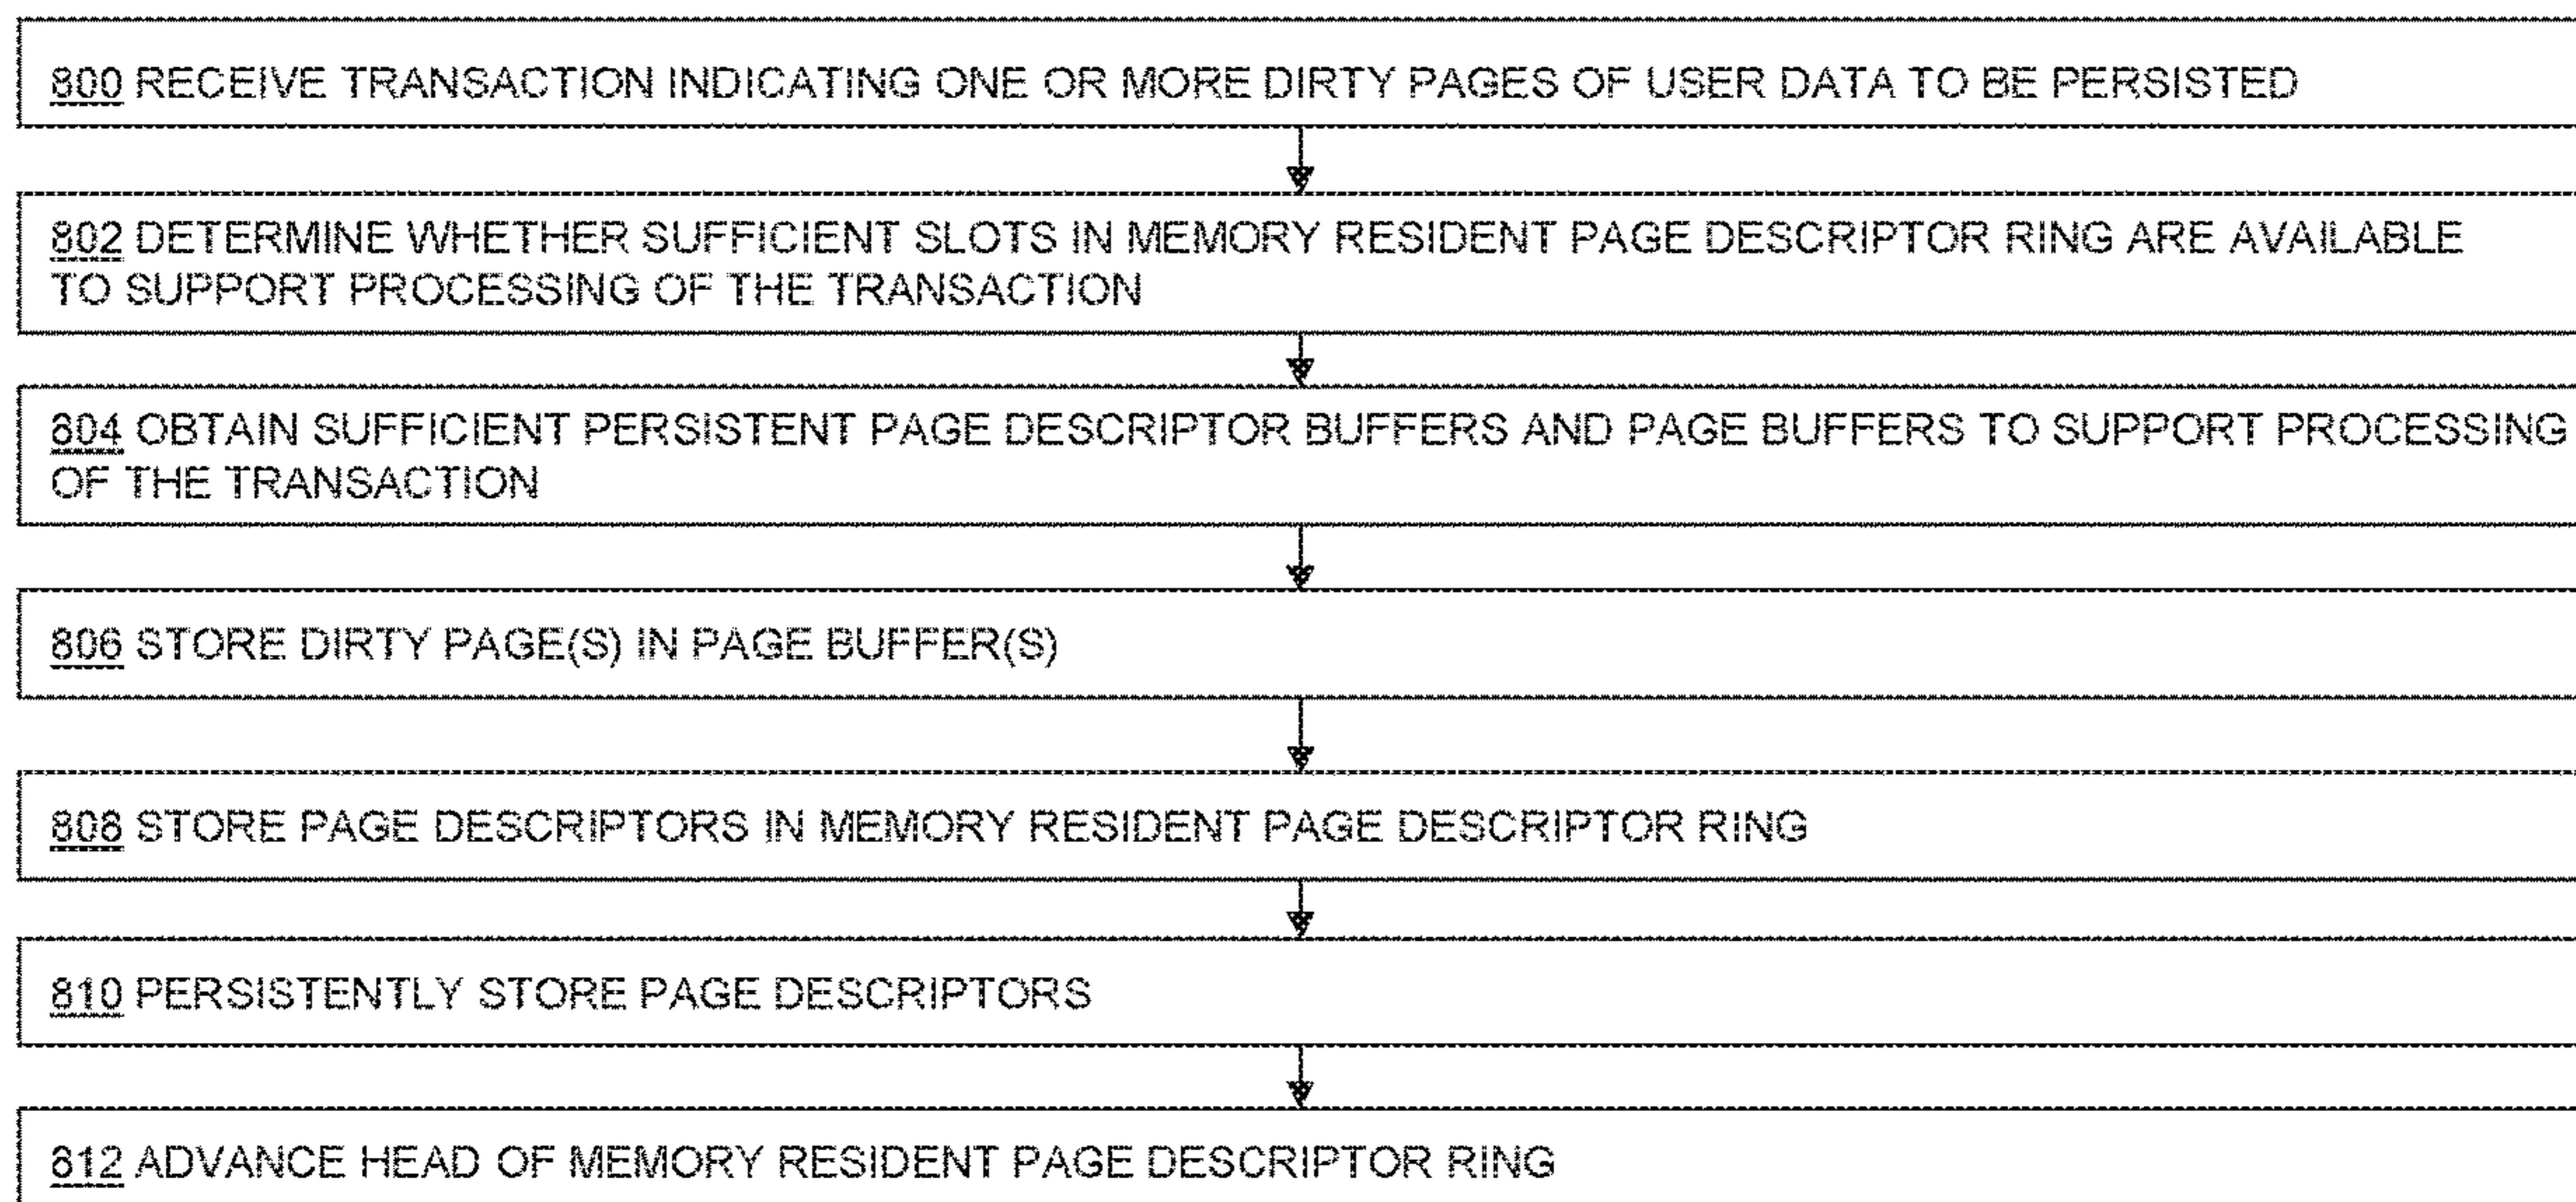 800 RECEIVE TRANSACTION INDICATING ONE OR MORE DIRTY PAGES OF USER DATA TO BE PERSISTED
802 DETERMINE WHETHER SUFFICIENT SLOTS IN MEMORY RESIDENT PAGE DESCRIPTOR RING ARE AVAILABLE
TO SUPPORT PROCESSING OF THE TRANSACTION
804 OBTAIN SUFFICIENT PERSISTENT PAGE DESCRIPTOR BUFFERS AND PAGE BUFFERS TO SUPPORT PROCESSING
OF THE TRANSACTION
806 STORE DIRTY PAGE(S) IN PAGE BUFFER(S)
808 STORE PAGE DESCRIPTORS IN MEMORY RESIDENT PAGE DESCRIPTOR RING
810 PERSISTENTLY STORE PAGE DESCRIPTORS
812 ADVANCE HEAD OF MEMORY RESIDENT PAGE DESCRIPTOR RING